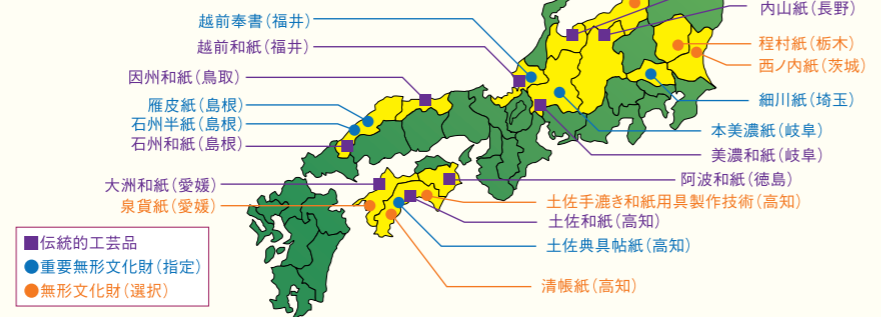 越前奉書（福井）
越前和紙（福井）
因州和紙（鳥取）
雁皮紙（島根）
石州半紙（島根）
石州和紙（島根）
大洲和紙（愛媛）
泉貨紙（愛媛）
内山紙（長野）
程村紙（栃木）
西ノ内紙（茨城）
細川紙（埼玉）
本美濃紙（岐阜）
美濃和紙（岐阜）
阿波和紙（徳島）
土佐手漉き和紙用具製作技術（高知）
土佐和紙（高知）
土佐典具帖紙（高知）
清帳紙（高知）
伝統的工芸品
重要無形文化財（指定）
無形文化財（選択）